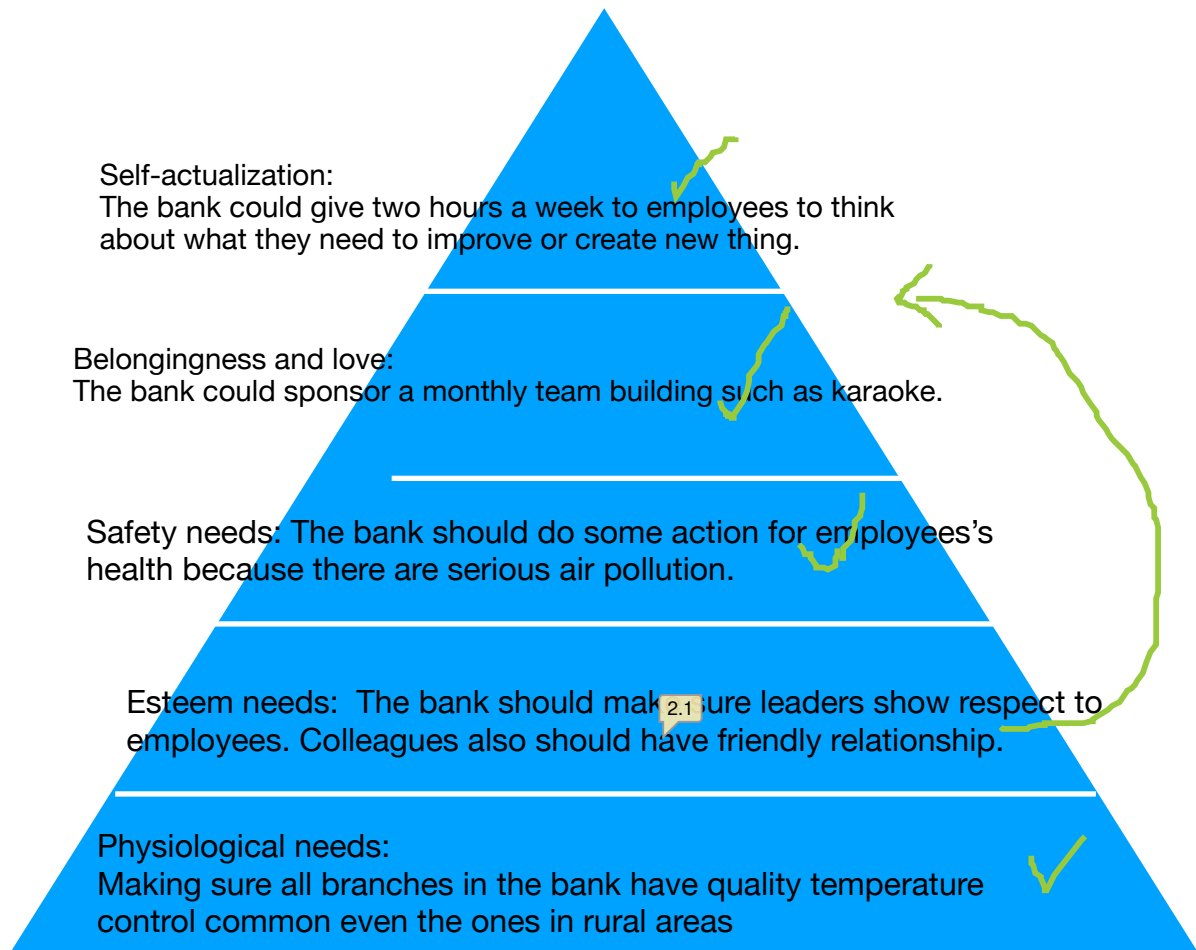 Self-actualization:
The bank could give two hours a week to employees to think
about what they need to improve or create new thing.
Belongingness and love:
The bank could sponsor a monthly team building such as karaoke.
Safety needs: The bank should do some action for employees's
health because there are serious air pollution.
Esteem needs:  The bank should make sure leaders show respect to
2.1
employees. Colleagues also should have friendly relationship.
Physiological needs:
Making sure all branches in the bank have quality temperature
control common even the ones in rural areas